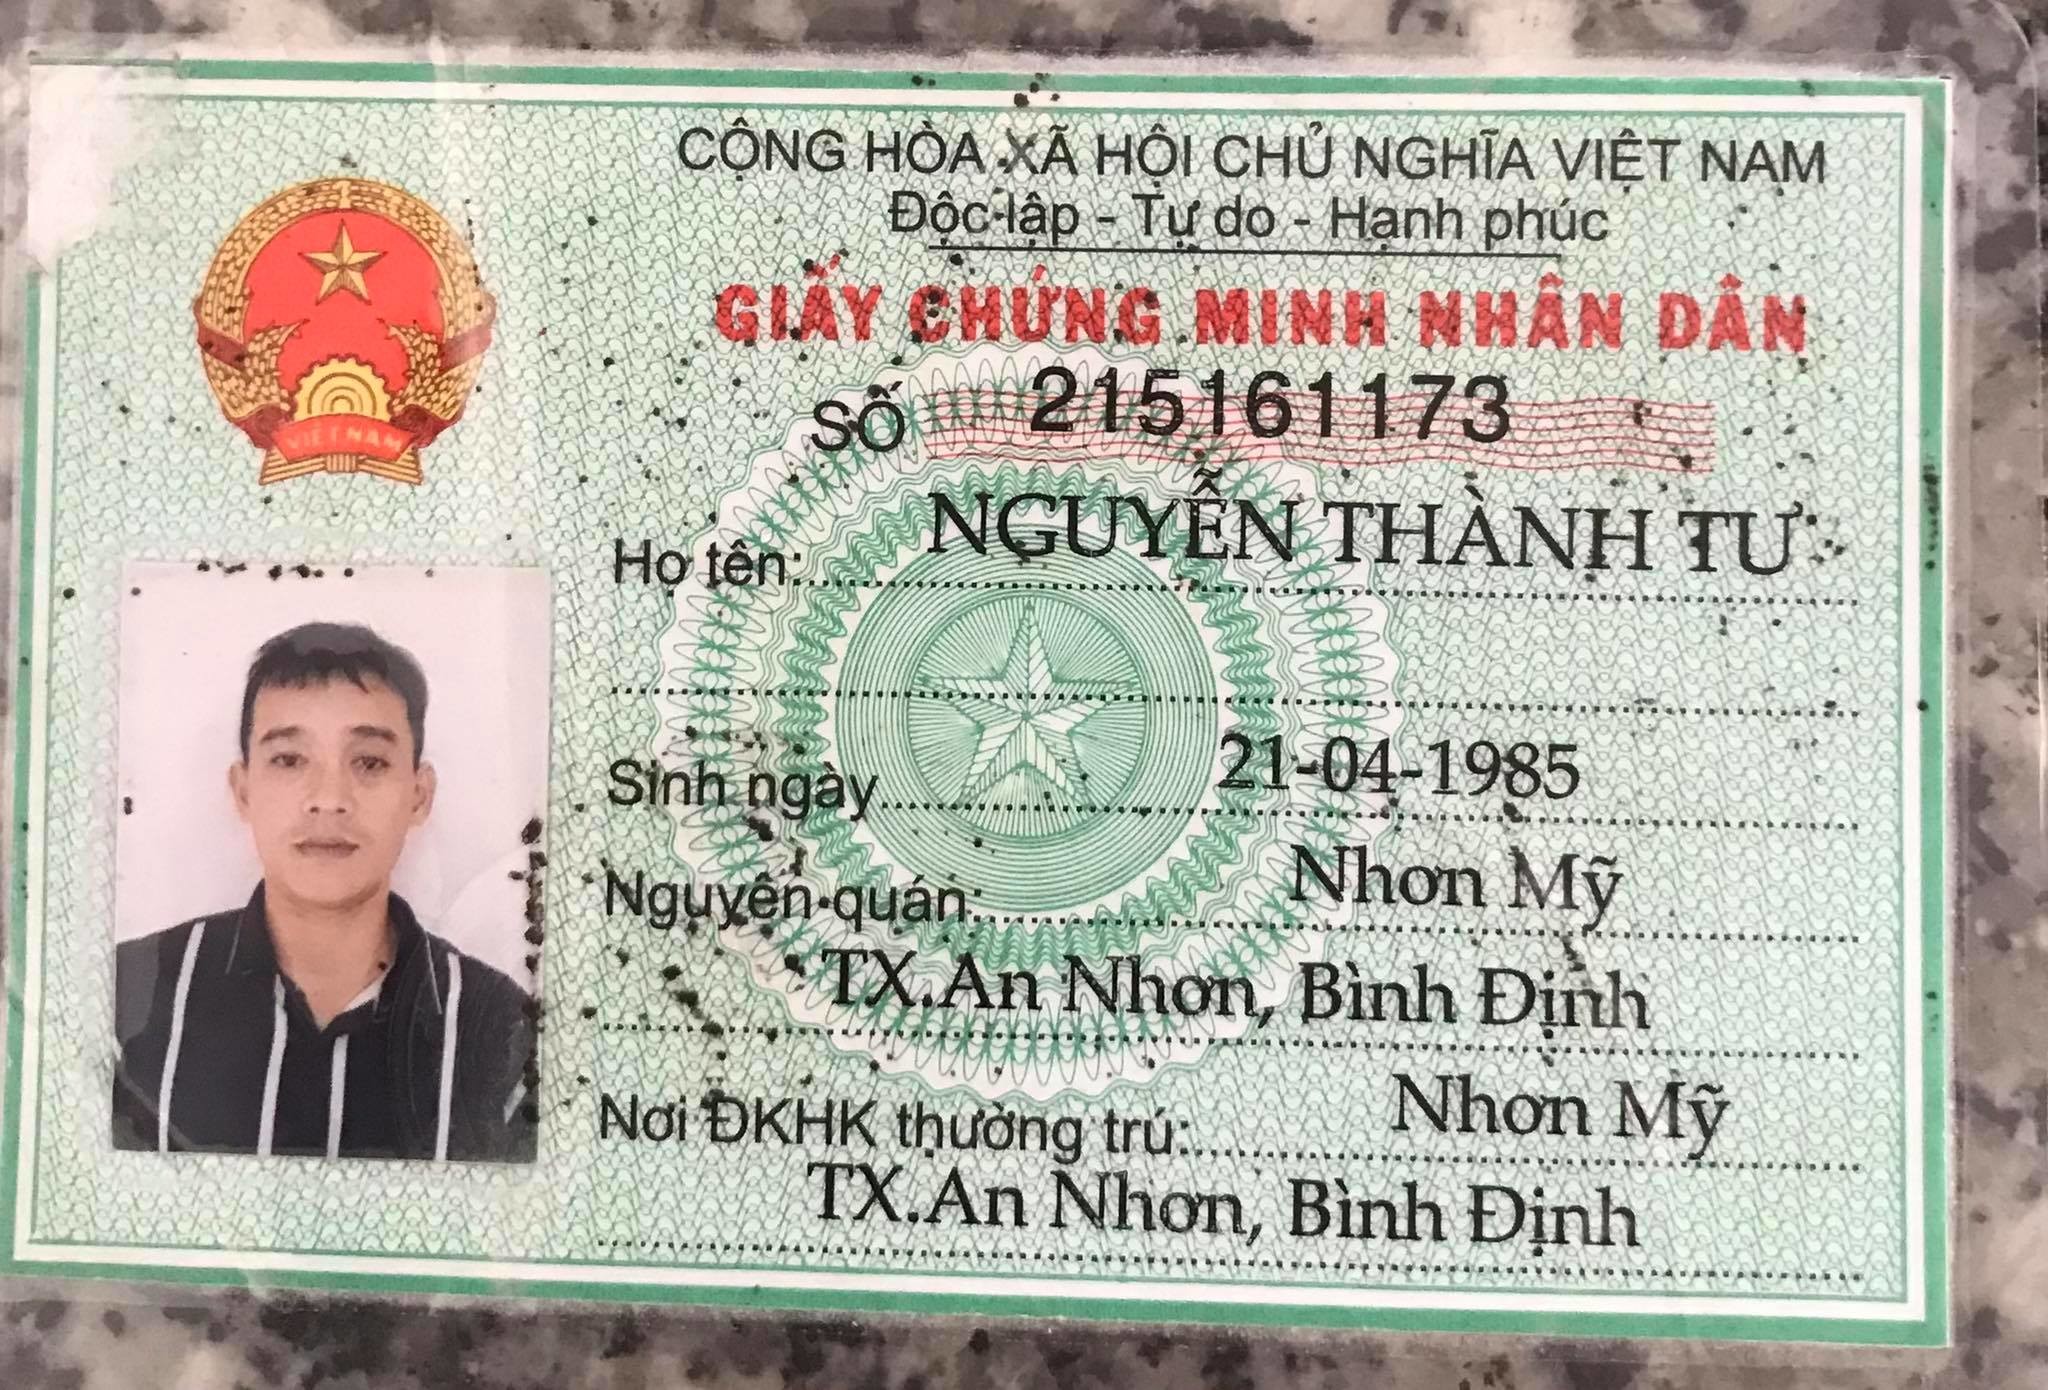 CỘNG HÒA XÃ HỘI CHỦ NGHĨA VIỆT NAM
Độc lập - Tự do - Hạnh phúc
GIẤY CHỨNG MINH NHÂN DÂN
SỐ 215161173
VIỆT NAM
Họ tên: NGUYỄN THÀNH TƯ
Sinh ngày 21-04-1985
Nguyên quán: Nhơn Mỹ
TX.An Nhơn, Bình Định
Nơi ĐKHK thường trú: Nhơn Mỹ
TX.An Nhơn, Bình Định